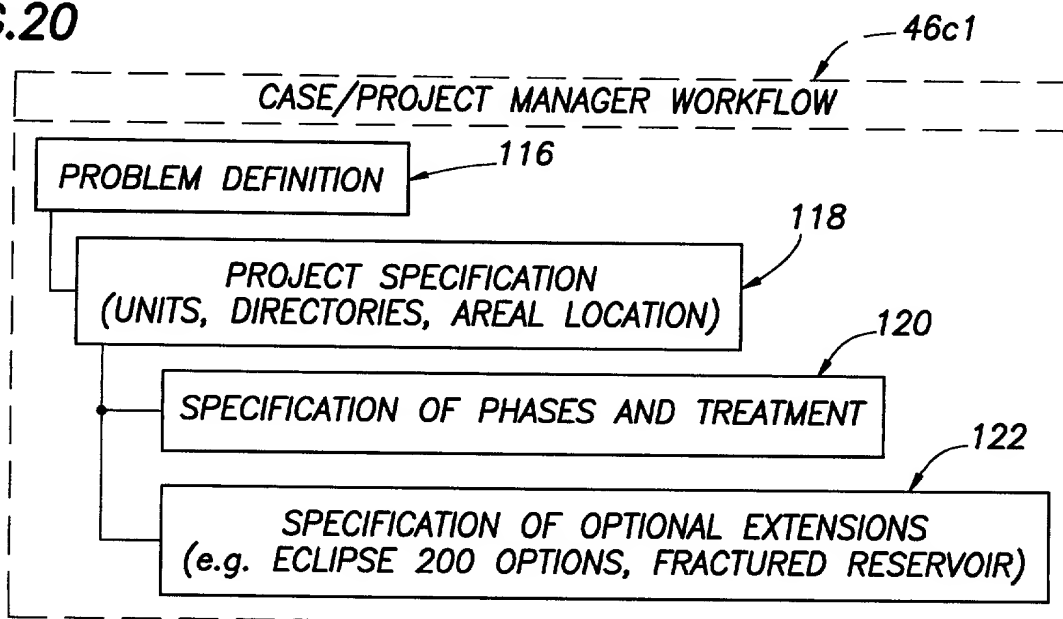 .20
46c1
CASE/PROJECT MANAGER WORKFLOW
PROBLEM DEFINITION
116
118
PROJECT SPECIFICATION
(UNITS, DIRECTORIES, AREAL LOCATION)
120
SPECIFICATION OF PHASES AND TREATMENT
122
SPECIFICATION OF OPTIONAL EXTENSIONS
(e.g. ECLIPSE 200 OPTIONS, FRACTURED RESERVOIR)